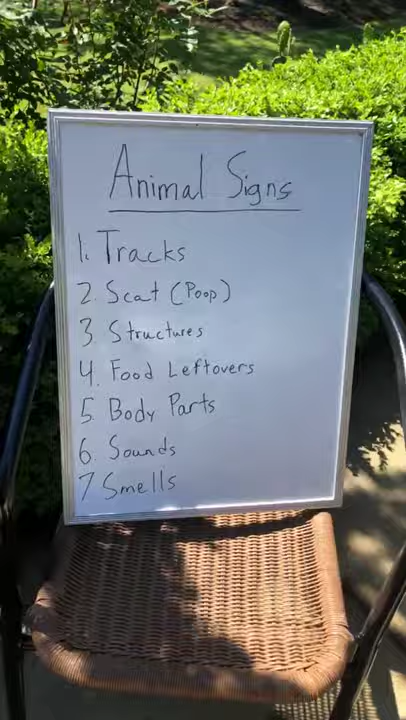 Animal Signs
1. Tracks
2. Scat (Poop)
3 Structures
4. Food Leftovers
5. Body Parts
6. Sounds
7 Smells